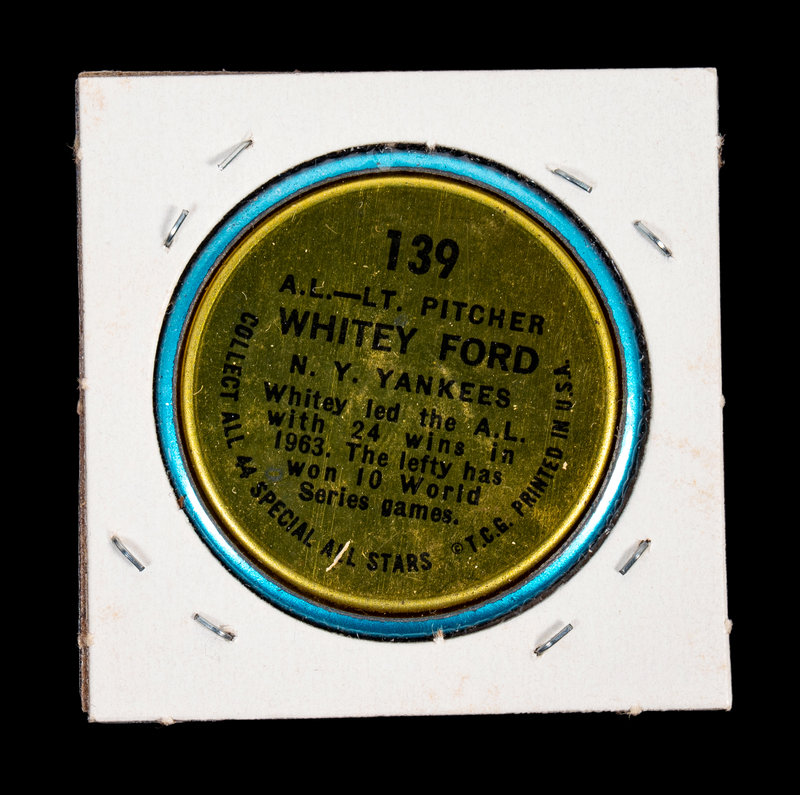 139
A.L.—LT. PITCHER
WHITEY FORD
N. Y. YANKEES
Whitey led the A.L.
with 24 wins in
1963. The lefty has
won 10 World
Series games.
COLLECT ALL 44 SPECIAL ALL STARS
©T.C.G. PRINTED IN U.S.A.